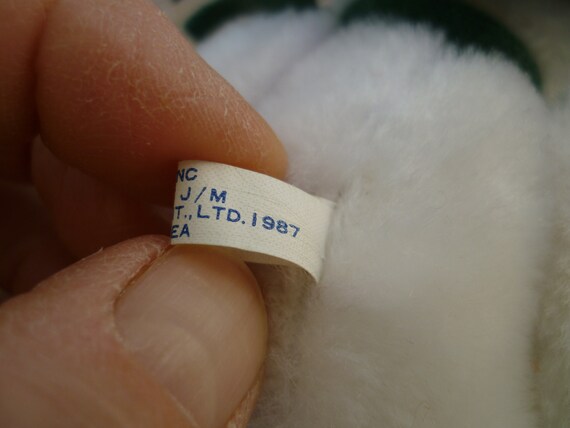 NC
J/M
T., LTD. 1987
EA